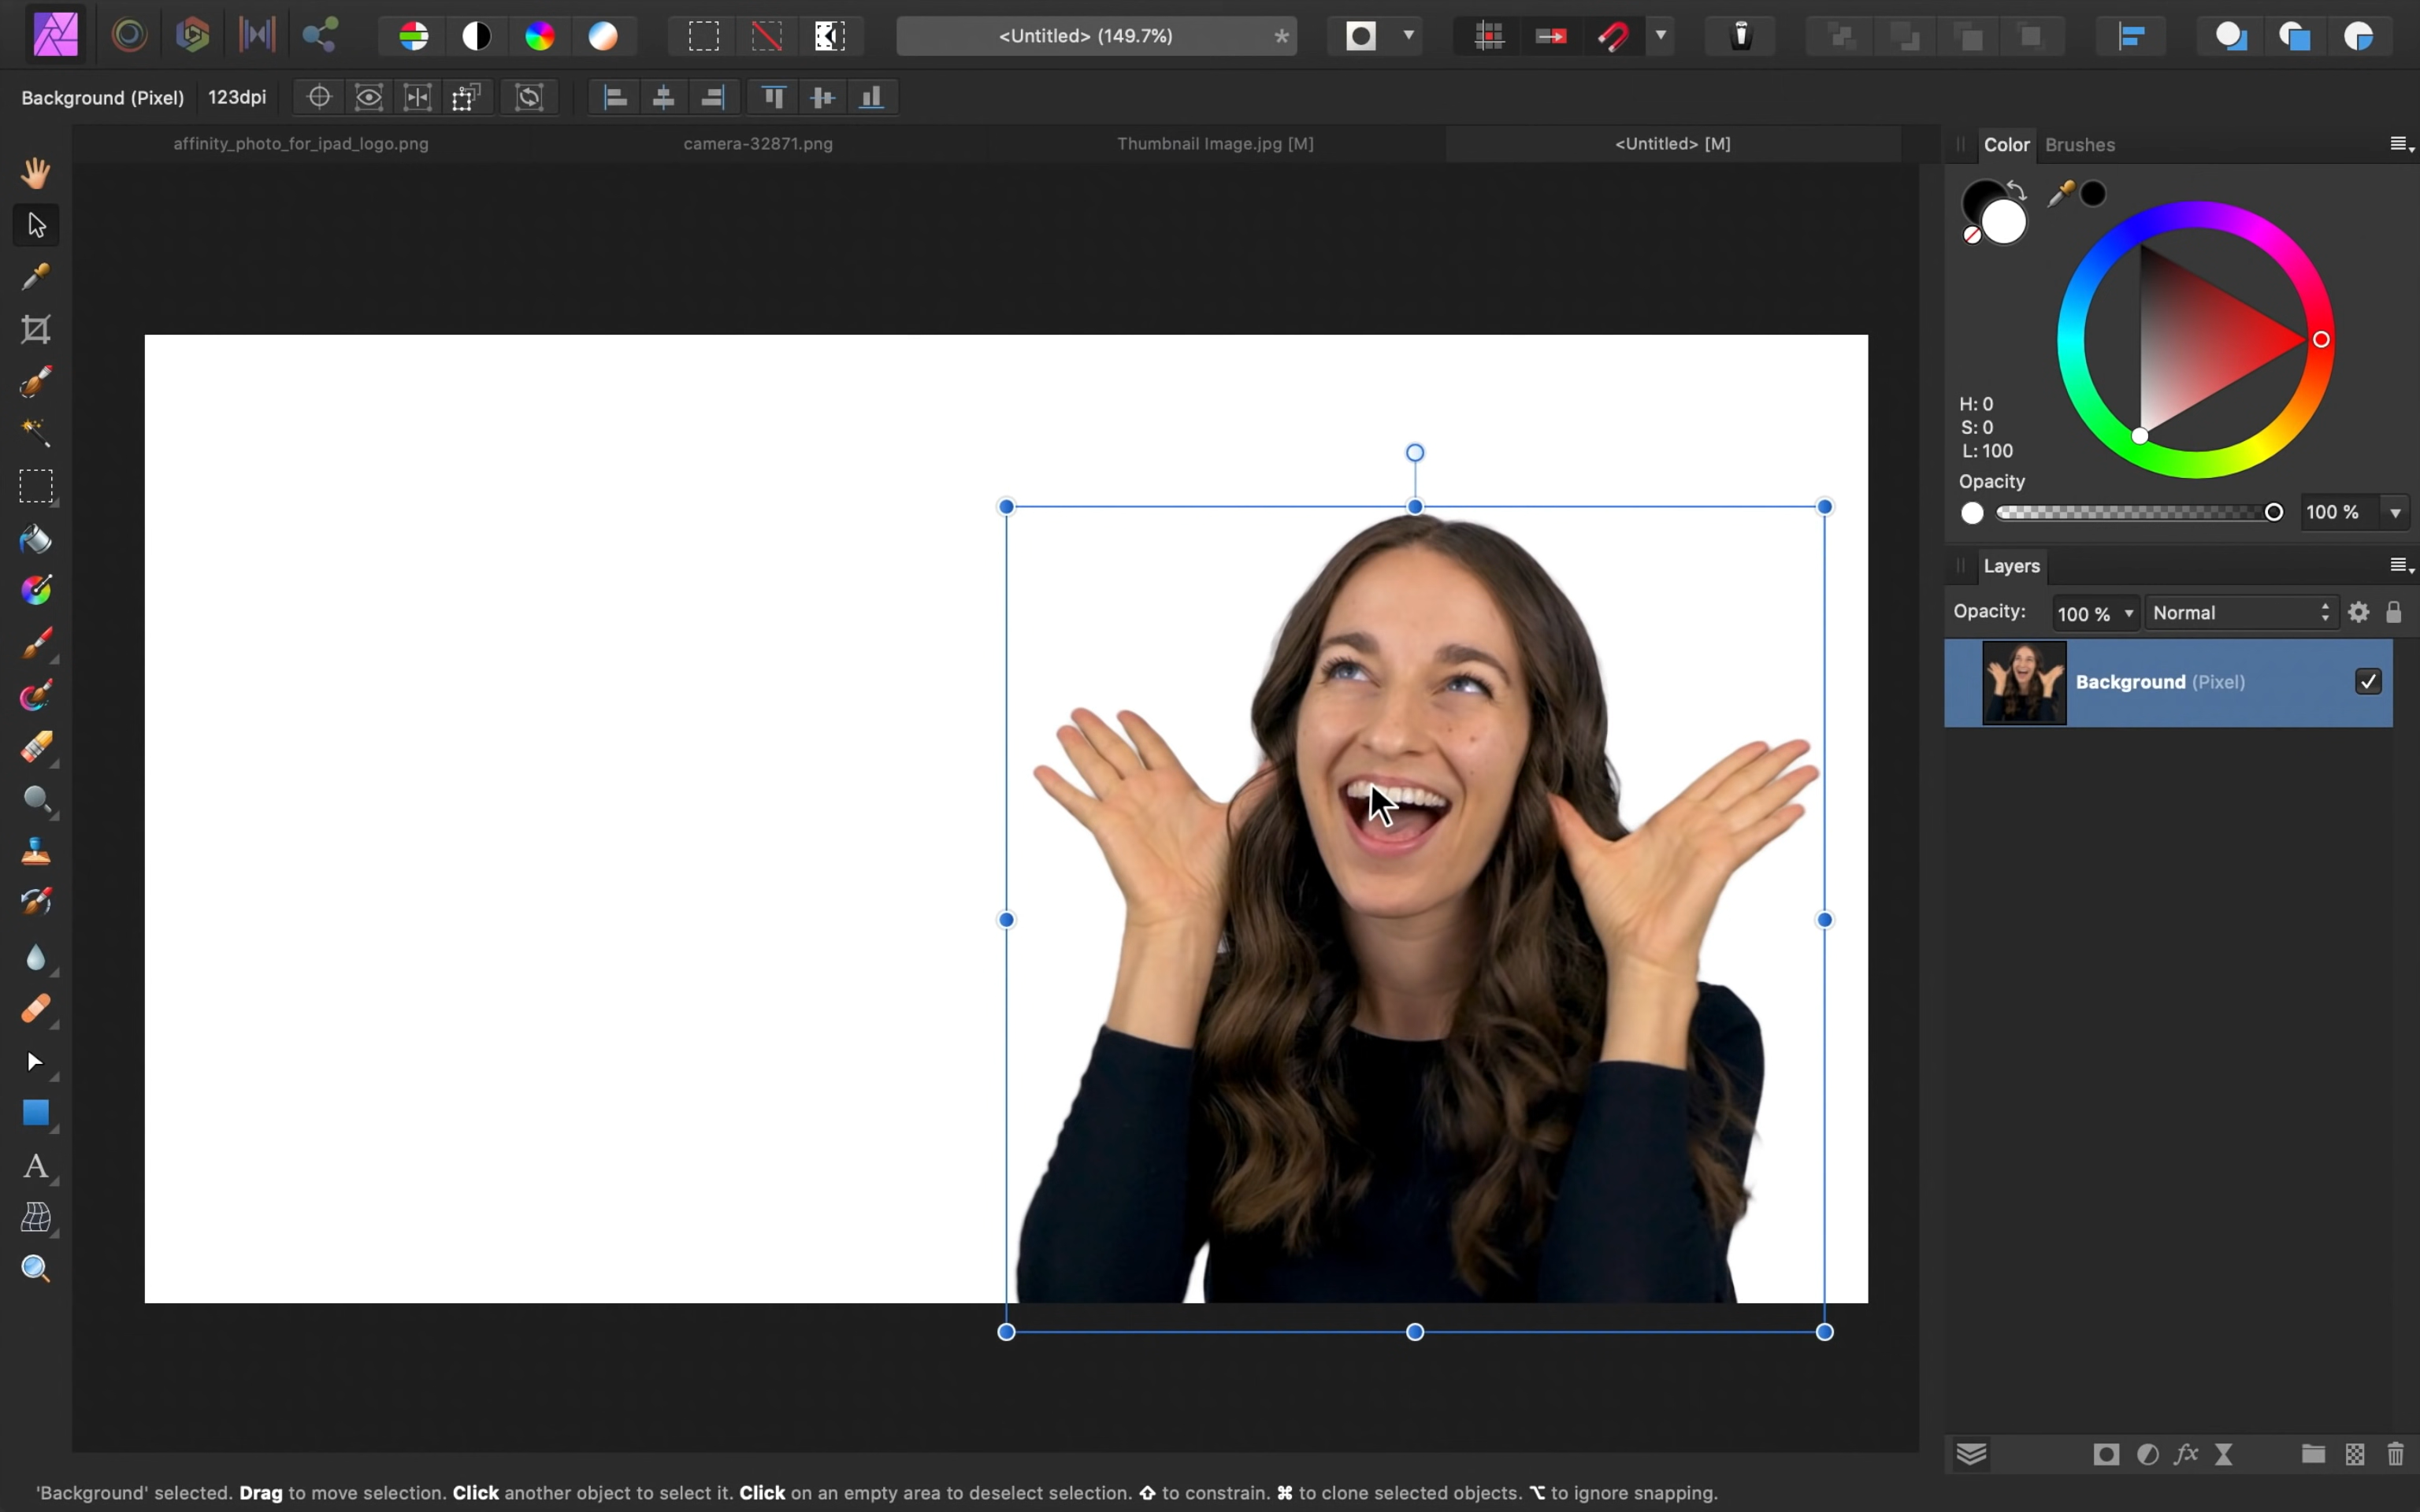 <Untitled> (149.7%) *
Background (Pixel) 123dpi
affinity_photo_for_ipad_logo.png camera-32871.png Thumbnail Image.jpg [M] <Untitled> [M]
Color Brushes
H: 0
S: 0
L: 100
Opacity
100 %
Layers
Opacity: 100 % Normal
Background (Pixel)
A
fx
'Background' selected. Drag to move selection. Click another object to select it. Click on an empty area to deselect selection. ⇧ to constrain. ⌘ to clone selected objects. ⌥ to ignore snapping.